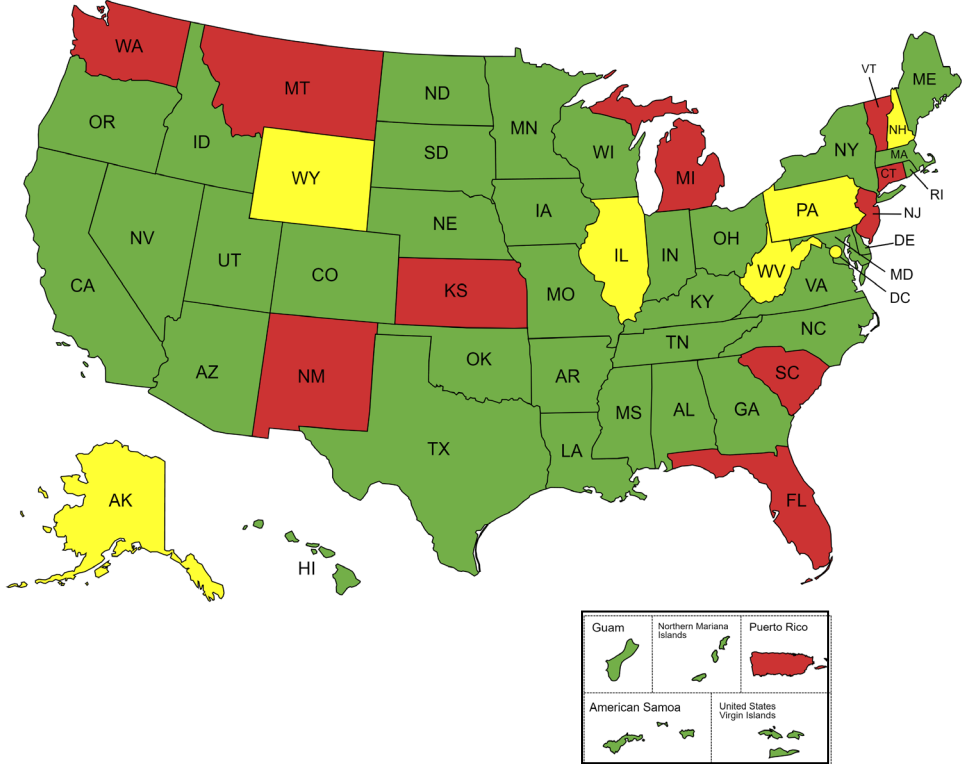 WA
VT
ME
MT
ND
OR
MN
NH
ID
SD
WI
NY
MA
CT
MI
WY
RI
PA
NJ
NE
IA
NV
OH
DE
IL
IN
UT
CO
WV
MD
CA
VA
KS
MO
DC
KY
NC
TN
OK
AZ
NM
AR
SC
MS
AL
GA
TX
LA
AK
FL
HI
Guam
Northern Mariana
Islands
Puerto Rico
American Samoa
United States
Virgin Islands